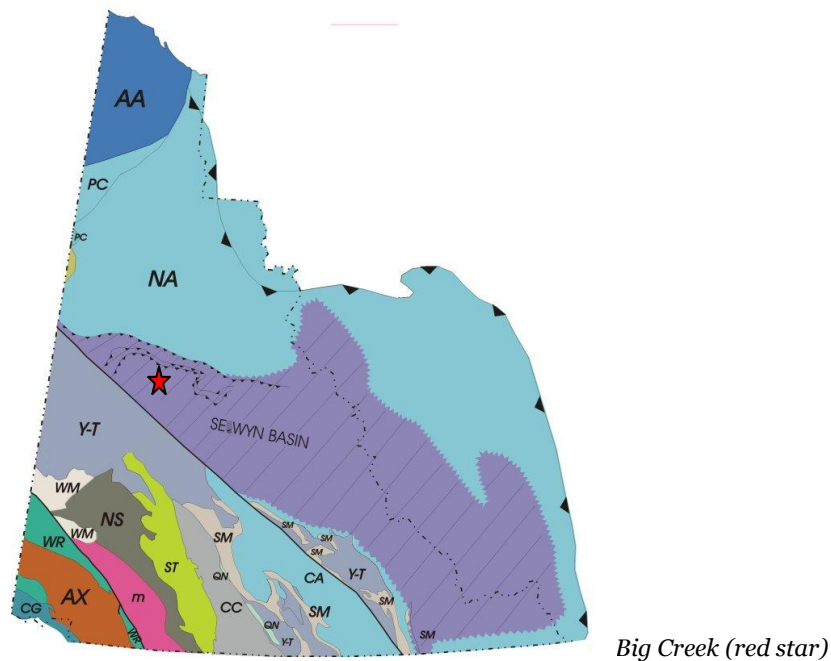 AA
PC
PC
NA
Y-T
SELWYN BASIN
WM
NS
SM
SM
SM
SM
WM
WR
ST
QN
CA
Y-T
AX
m
CC
SM
SM
CG
WR
QN
Y-T
SM
Big Creek (red star)